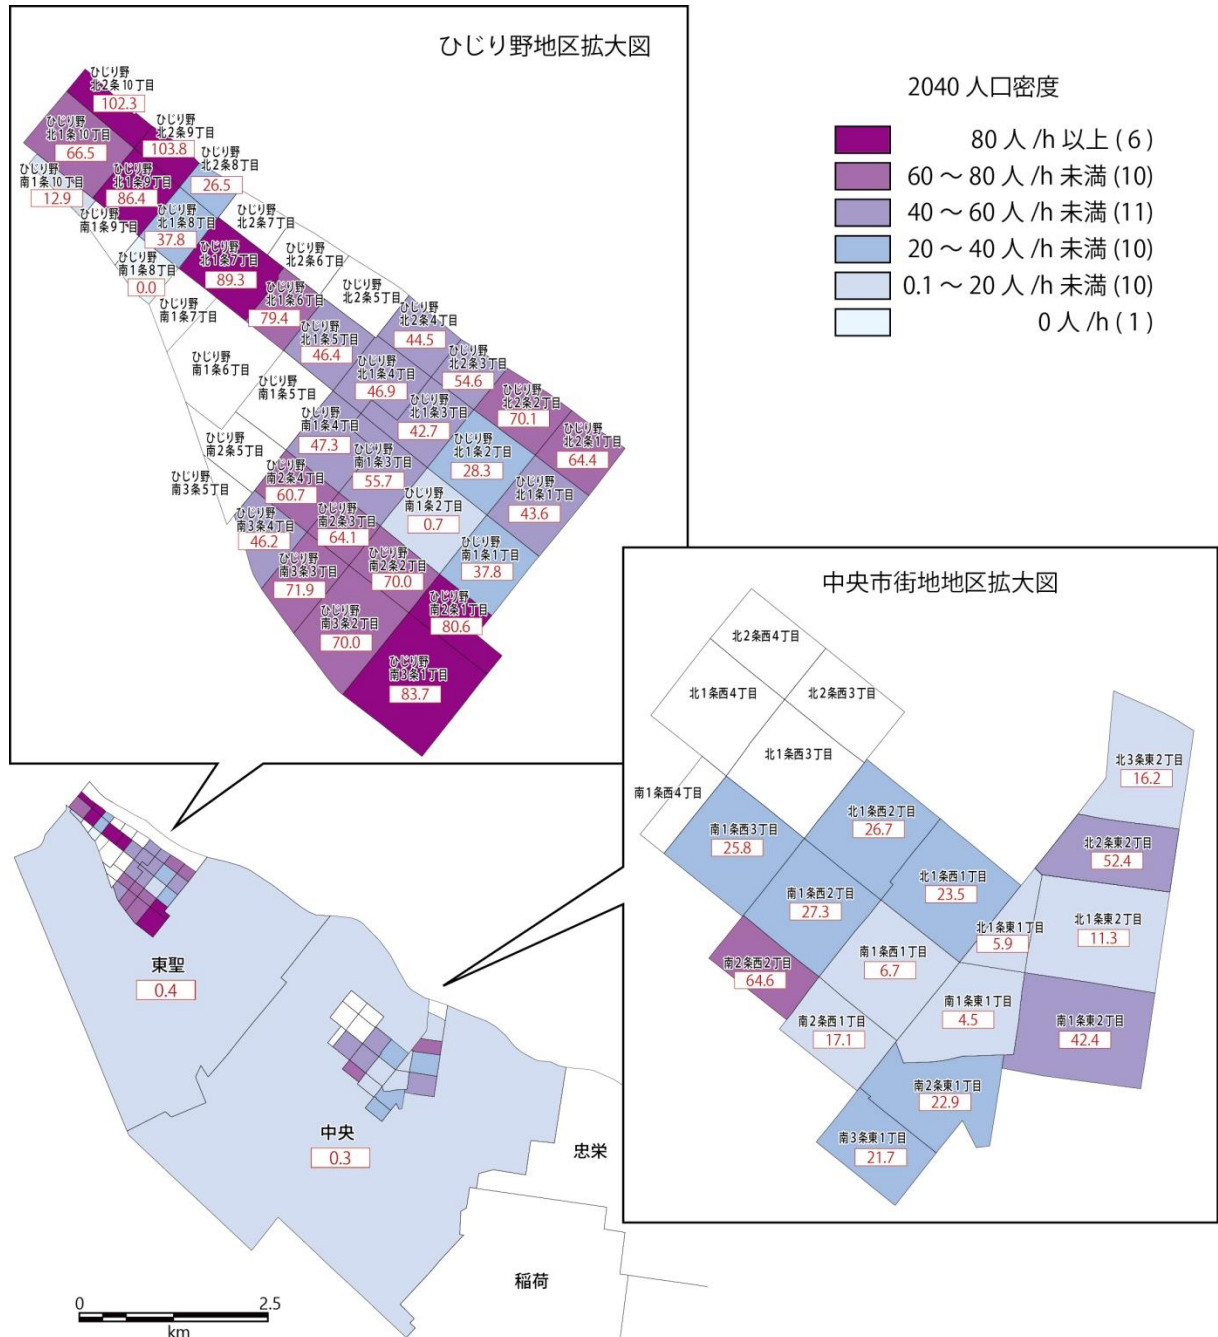 ひじり野地区拡大図
ひじり野
北2条10丁目
102.3
ひじり野
北1条10丁目
66.5
ひじり野
北2条9丁目
103.8
ひじり野
北2条8丁目
26.5
ひじり野
南1条10丁目
12.9
ひじり野
北1条9丁目
86.4
ひじり野
南1条9丁目
ひじり野
北1条8丁目
37.8
ひじり野
北2条7丁目
ひじり野
南1条8丁目
0.0
ひじり野
北1条7丁目
89.3
ひじり野
北2条6丁目
ひじり野
北2条5丁目
ひじり野
南1条7丁目
ひじり野
北1条6丁目
79.4
ひじり野
北2条4丁目
44.5
ひじり野
北1条5丁目
46.4
ひじり野
南1条6丁目
ひじり野
北1条4丁目
46.9
ひじり野
北2条3丁目
54.6
ひじり野
南1条5丁目
ひじり野
北1条3丁目
42.7
ひじり野
北2条2丁目
70.1
ひじり野
南1条4丁目
47.3
ひじり野
北2条1丁目
64.4
ひじり野
南2条5丁目
ひじり野
南1条3丁目
55.7
ひじり野
北1条2丁目
28.3
ひじり野
南3条5丁目
ひじり野
南2条4丁目
60.7
ひじり野
南1条2丁目
0.7
ひじり野
北1条1丁目
43.6
ひじり野
南3条4丁目
46.2
ひじり野
南2条3丁目
64.1
ひじり野
南1条1丁目
37.8
ひじり野
南3条3丁目
71.9
ひじり野
南2条2丁目
70.0
ひじり野
南3条2丁目
70.0
ひじり野
南2条1丁目
80.6
ひじり野
南3条1丁目
83.7
2040 人口密度
80 人 /h 以上 ( 6 )
60 ～ 80 人 /h 未満 (10)
40 ～ 60 人 /h 未満 (11)
20 ～ 40 人 /h 未満 (10)
0.1 ～ 20 人 /h 未満 (10)
0 人 /h ( 1 )
中央市街地地区拡大図
北2条西4丁目
北1条西4丁目
北2条西3丁目
北1条西3丁目
南1条西4丁目
北3条東2丁目
16.2
南1条西3丁目
25.8
北1条西2丁目
26.7
北2条東2丁目
52.4
南1条西2丁目
27.3
北1条西1丁目
23.5
北1条東1丁目
5.9
北1条東2丁目
11.3
南2条西2丁目
64.6
南1条西1丁目
6.7
南2条西1丁目
17.1
南1条東1丁目
4.5
南1条東2丁目
42.4
南2条東1丁目
22.9
南3条東1丁目
21.7
東聖
0.4
中央
0.3
忠栄
稲荷
0 2.5
km